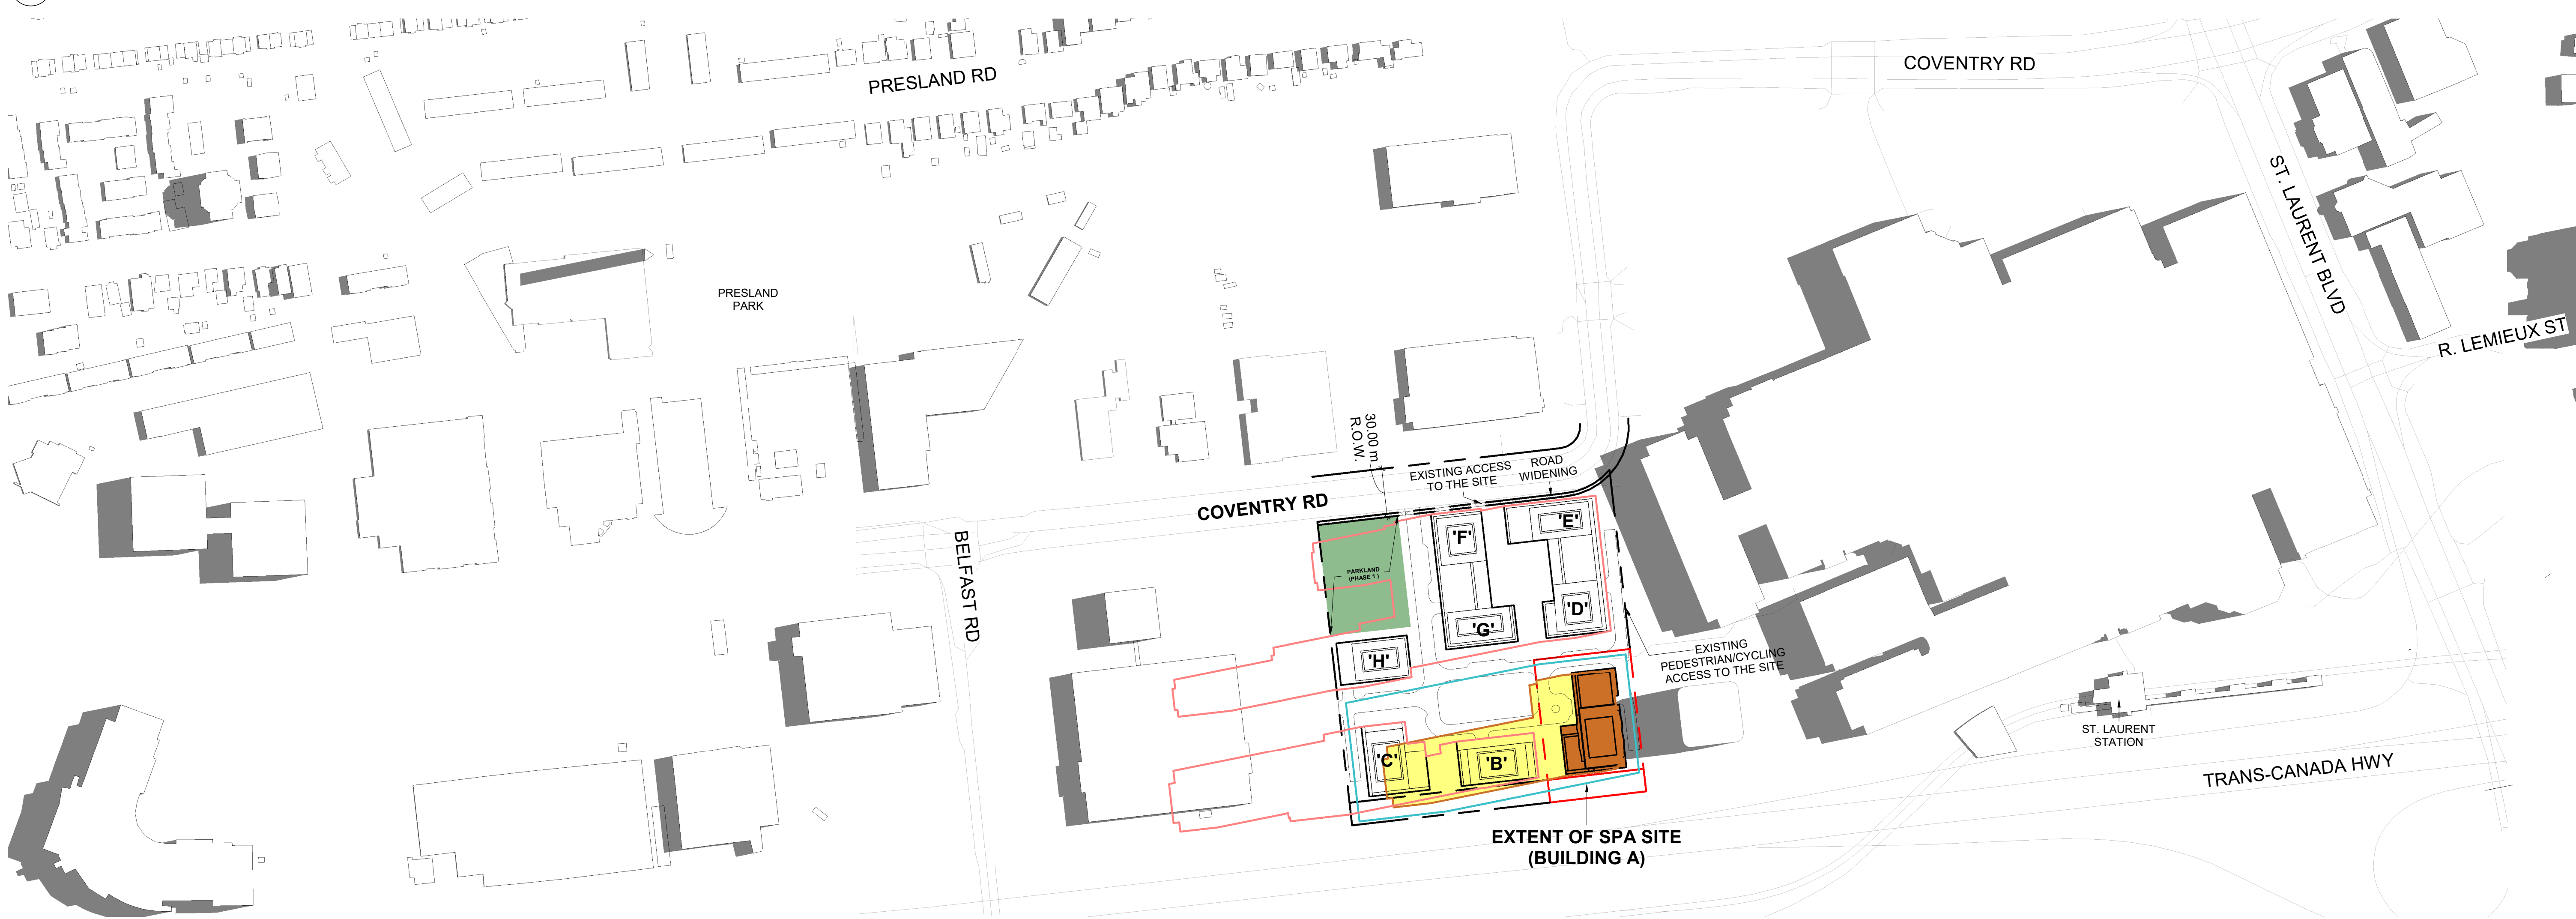 COVENTRY RD
PRESLAND RD
ST. LAURENT BLVD
PRESLAND
PARK
R. LEMIEUX ST
30.00 m
R.O.W.
EXISTING ACCESS
TO THE SITE
ROAD
WIDENING
COVENTRY RD
BELFAST RD
'E'
'F'
PARKLAND
(PHASE 1 )
'D'
'G'
'H'
EXISTING
PEDESTRIAN/CYCLING
ACCESS TO THE SITE
ST. LAURENT
STATION
'C'
'B'
TRANS-CANADA HWY
EXTENT OF SPA SITE
(BUILDING A)